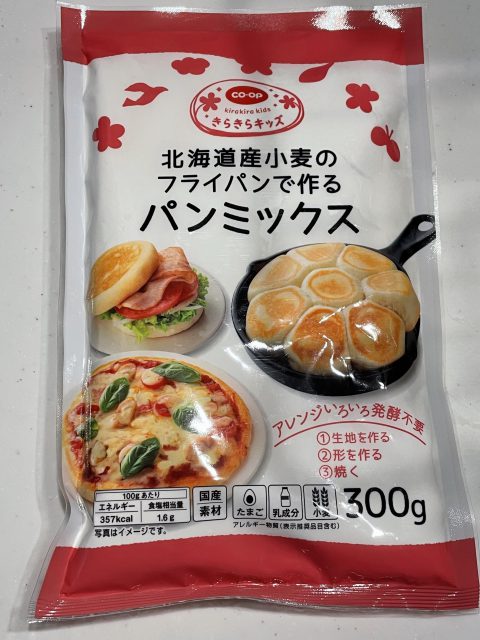 CO・OP
kirakira kids
きらきらキッズ
北海道産小麦の
フライパンで作る
パンミックス
アレンジいろいろ発酵不要
①生地を作る
②形を作る
③焼く
100gあたり
エネルギー 食塩相当量
357kcal 1.6g
国産
素材
たまご
乳成分
小麦
300g
写真はイメージです。
アレルギー物質(表示推奨品目含む)